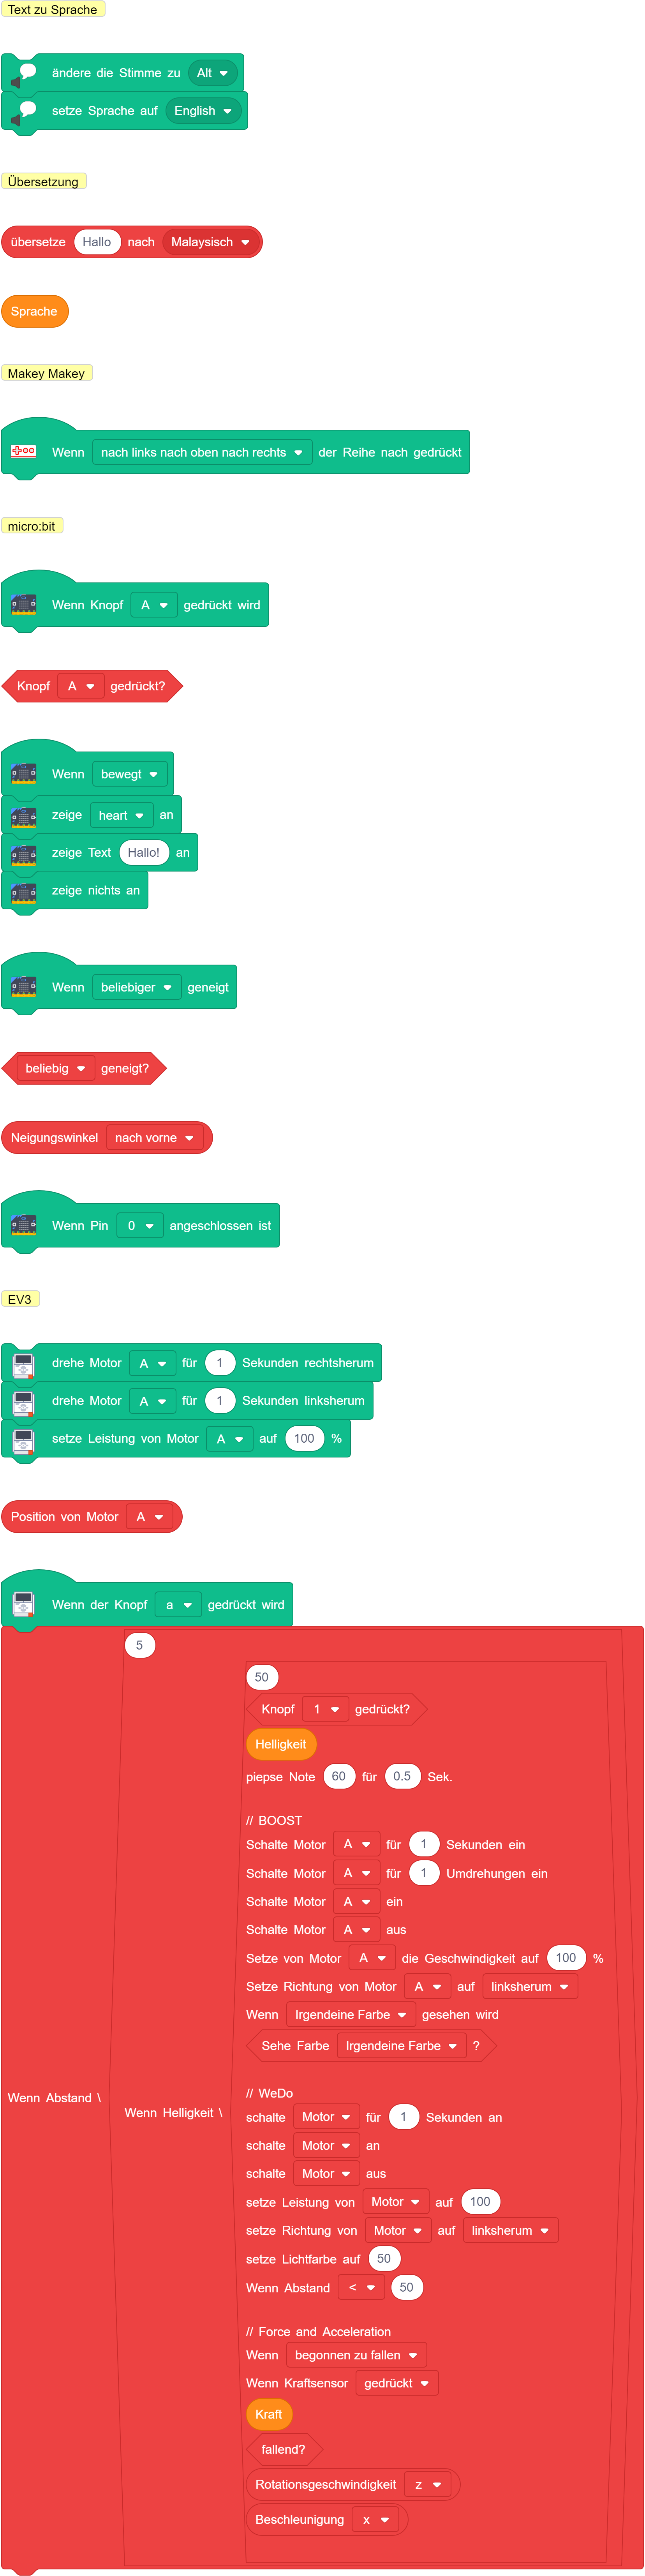 Text zu Sprache
ändere die Stimme zu Alt
setze Sprache auf English
Übersetzung
übersetze Hallo nach Malaysisch
Sprache
Makey Makey
Wenn nach links nach oben nach rechts der Reihe nach gedrückt
micro:bit
Wenn Knopf A gedrückt wird
Knopf A gedrückt?
Wenn bewegt
zeige heart an
zeige Text Hallo! an
zeige nichts an
Wenn beliebiger geneigt
beliebig geneigt?
Neigungswinkel nach vorne
Wenn Pin 0 angeschlossen ist
EV3
drehe Motor A für 1 Sekunden rechtsherum
drehe Motor A für 1 Sekunden linksherum
setze Leistung von Motor A auf 100 %
Position von Motor A
Wenn der Knopf a gedrückt wird
5
50
Knopf 1 gedrückt?
Helligkeit
piepse Note 60 für 0.5 Sek.
// BOOST
Schalte Motor A für 1 Sekunden ein
Schalte Motor A für 1 Umdrehungen ein
Schalte Motor A ein
Schalte Motor A aus
Setze von Motor A die Geschwindigkeit auf 100 %
Setze Richtung von Motor A auf linksherum
Wenn Irgendeine Farbe gesehen wird
Sehe Farbe Irgendeine Farbe ?
// WeDo
Wenn Abstand \
Wenn Helligkeit \
schalte Motor für 1 Sekunden an
schalte Motor an
schalte Motor aus
setze Leistung von Motor auf 100
setze Richtung von Motor auf linksherum
setze Lichtfarbe auf 50
Wenn Abstand < 50
// Force and Acceleration
Wenn begonnen zu fallen
Wenn Kraftsensor gedrückt
Kraft
fallend?
Rotationsgeschwindigkeit z
Beschleunigung x